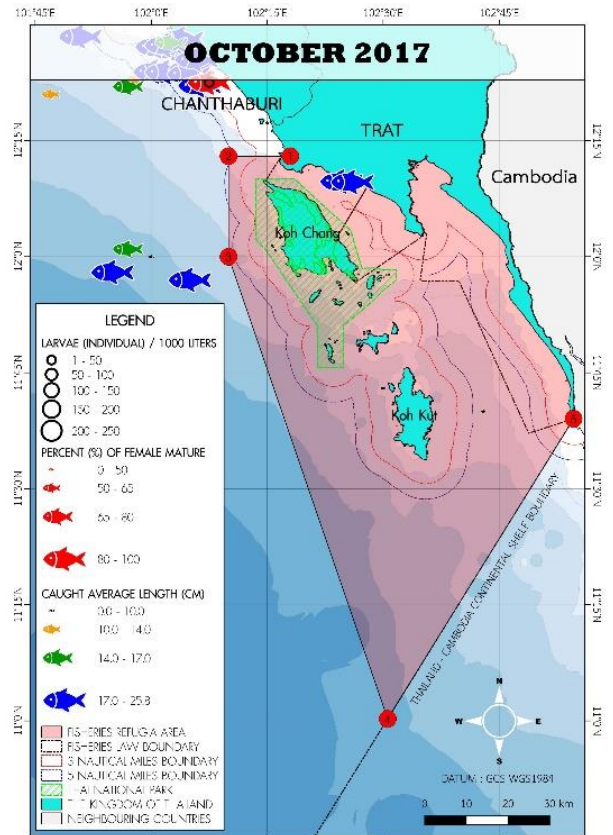 101°45 102°0 102°15 102°30 102°45
OCTOBER 2017
CHANTHABURI
TRAT
Cambodia
12°15
12°0
11°30
11°0
1
2
3
4
Koh Chang
Koh Kut
THAILAND - CAMBODIA CONTINENTAL SHELF BOUNDARY
LEGEND
LARVAE (INDIVIDUAL) / 1000 LITERS
1 - 50
50 - 100
100 - 150
150 - 200
200 - 250
PERCENT (%) OF FEMALE MATURE
0 - 50
50 - 65
65 - 80
80 - 100
CAUGHT AVERAGE LENGTH (CM)
0.0 - 10.0
10.0 - 14.0
14.0 - 17.0
17.0 - 25.8
FISHERIES REFUGIA AREA
FISHERIES LAW BOUNDARY
3 NAUTICAL MILES BOUNDARY
5 NAUTICAL MILES BOUNDARY
THAI NATIONAL PARK
THE KINGDOM OF THAILAND
NEIGHBOURING COUNTRIES
N
W E
S
DATUM : GCS WGS1984
0 10 20 30 km